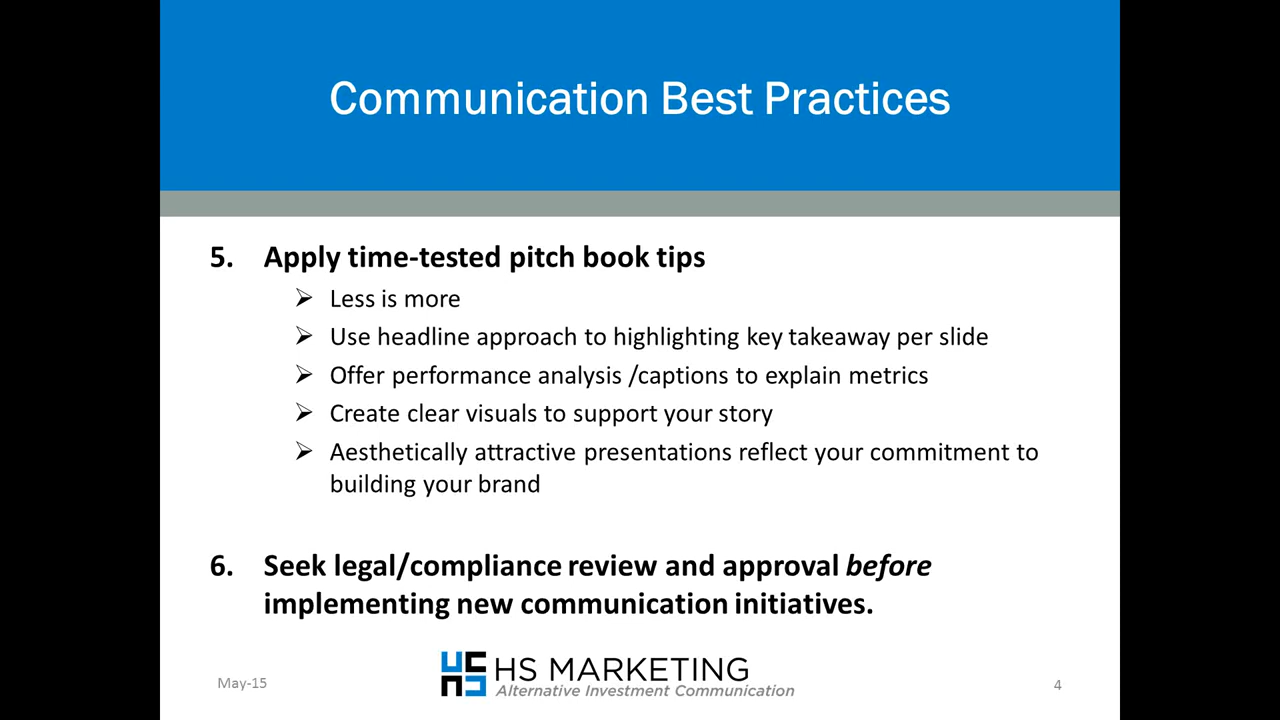 Communication Best Practices
5. Apply time-tested pitch book tips
➢ Less is more
➢ Use headline approach to highlighting key takeaway per slide
➢ Offer performance analysis /captions to explain metrics
➢ Create clear visuals to support your story
➢ Aesthetically attractive presentations reflect your commitment to
building your brand
6. Seek legal/compliance review and approval before
implementing new communication initiatives.
May-15
HS MARKETING
Alternative Investment Communication
4